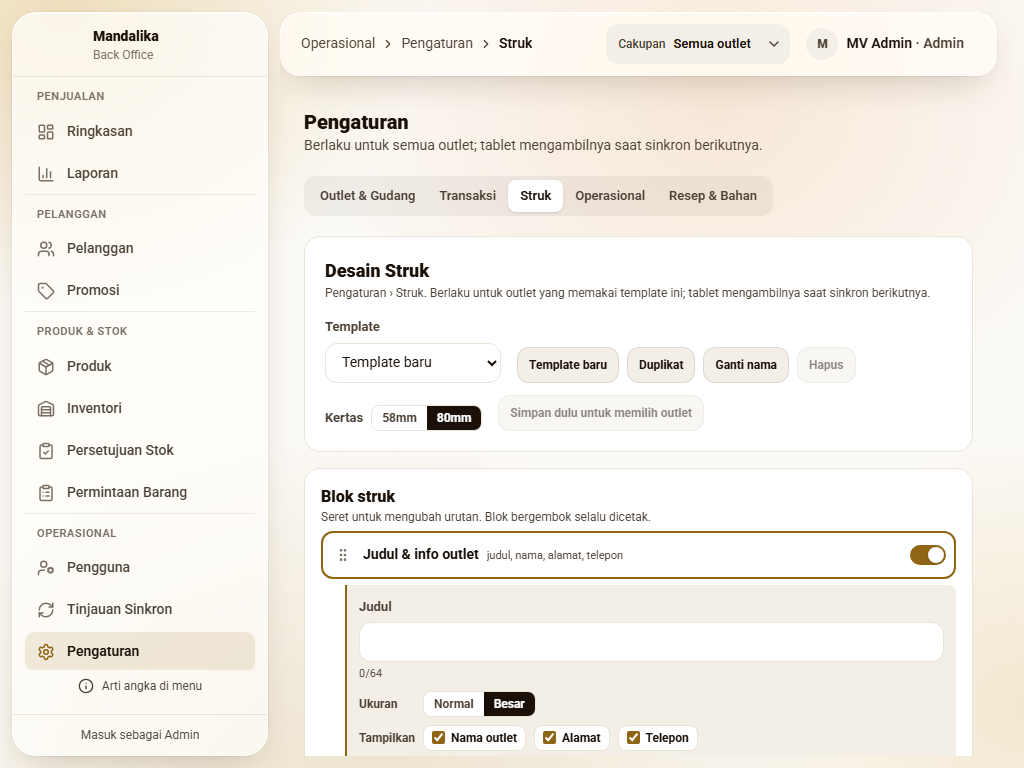 Mandalika
Back Office
PENJUALAN
Ringkasan
Laporan
PELANGGAN
Pelanggan
Promosi
PRODUK & STOK
Produk
Inventori
Persetujuan Stok
Permintaan Barang
OPERASIONAL
Pengguna
Tinjauan Sinkron
Pengaturan
Arti angka di menu
Masuk sebagai Admin
Operasional > Pengaturan > Struk
Cakupan Semua outlet
M MV Admin · Admin
Pengaturan
Berlaku untuk semua outlet; tablet mengambilnya saat sinkron berikutnya.
Outlet & Gudang Transaksi Struk Operasional Resep & Bahan
Desain Struk
Pengaturan › Struk. Berlaku untuk outlet yang memakai template ini; tablet mengambilnya saat sinkron berikutnya.
Template
Template baru Template baru Duplikat Ganti nama Hapus
Kertas 58mm 80mm Simpan dulu untuk memilih outlet
Blok struk
Seret untuk mengubah urutan. Blok bergembok selalu dicetak.
Judul & info outlet judul, nama, alamat, telepon
Judul
0/64
Ukuran Normal Besar
Tampilkan Nama outlet Alamat Telepon